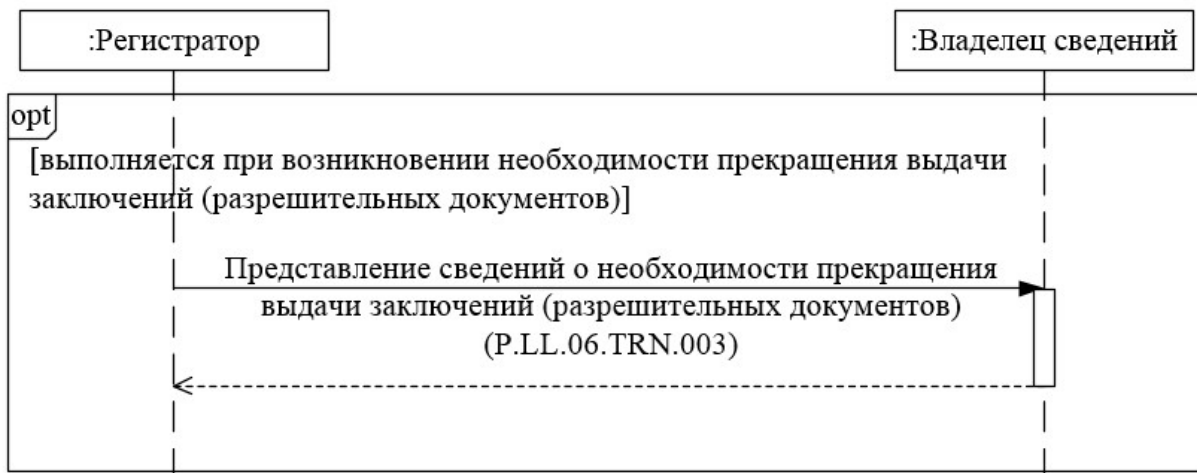 :Регистратор
:Владелец сведений
opt
[выполняется при возникновении необходимости прекращения выдачи
заключений (разрешительных документов)]
Представление сведений о необходимости прекращения
выдачи заключений (разрешительных документов)
(P.LL.06.TRN.003)